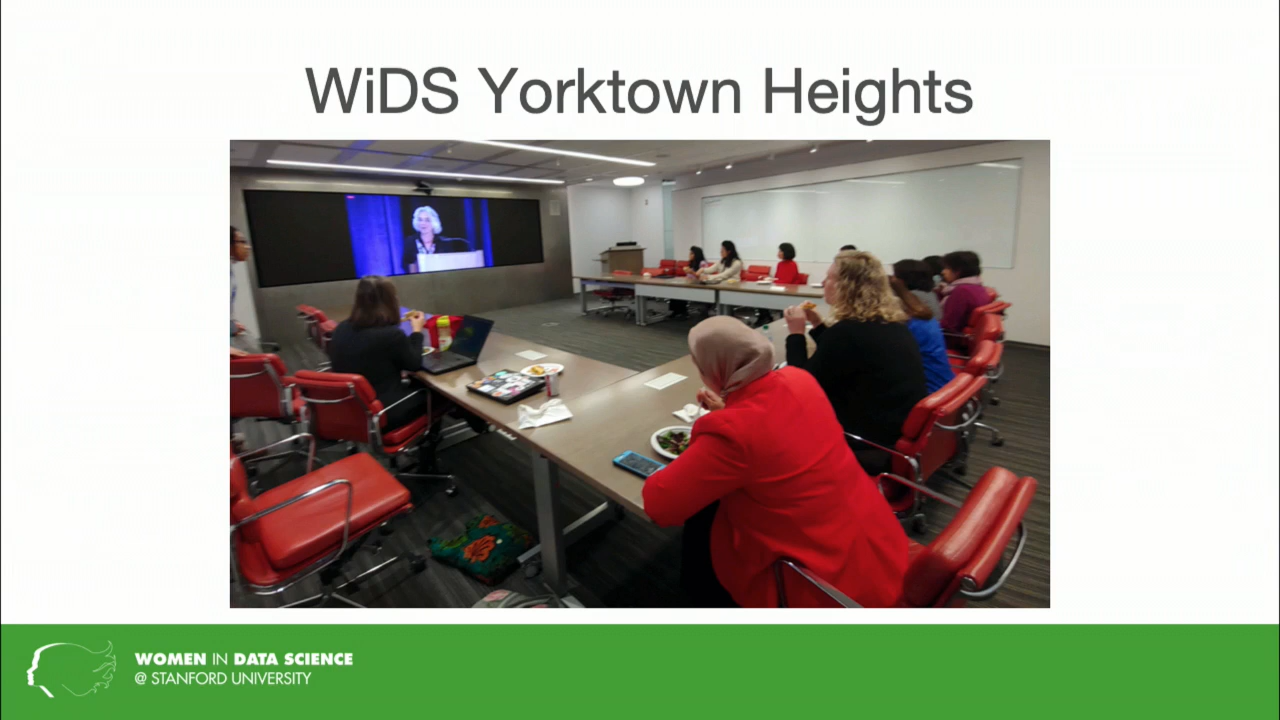 WiDS Yorktown Heights
WOMEN IN DATA SCIENCE
@ STANFORD UNIVERSITY